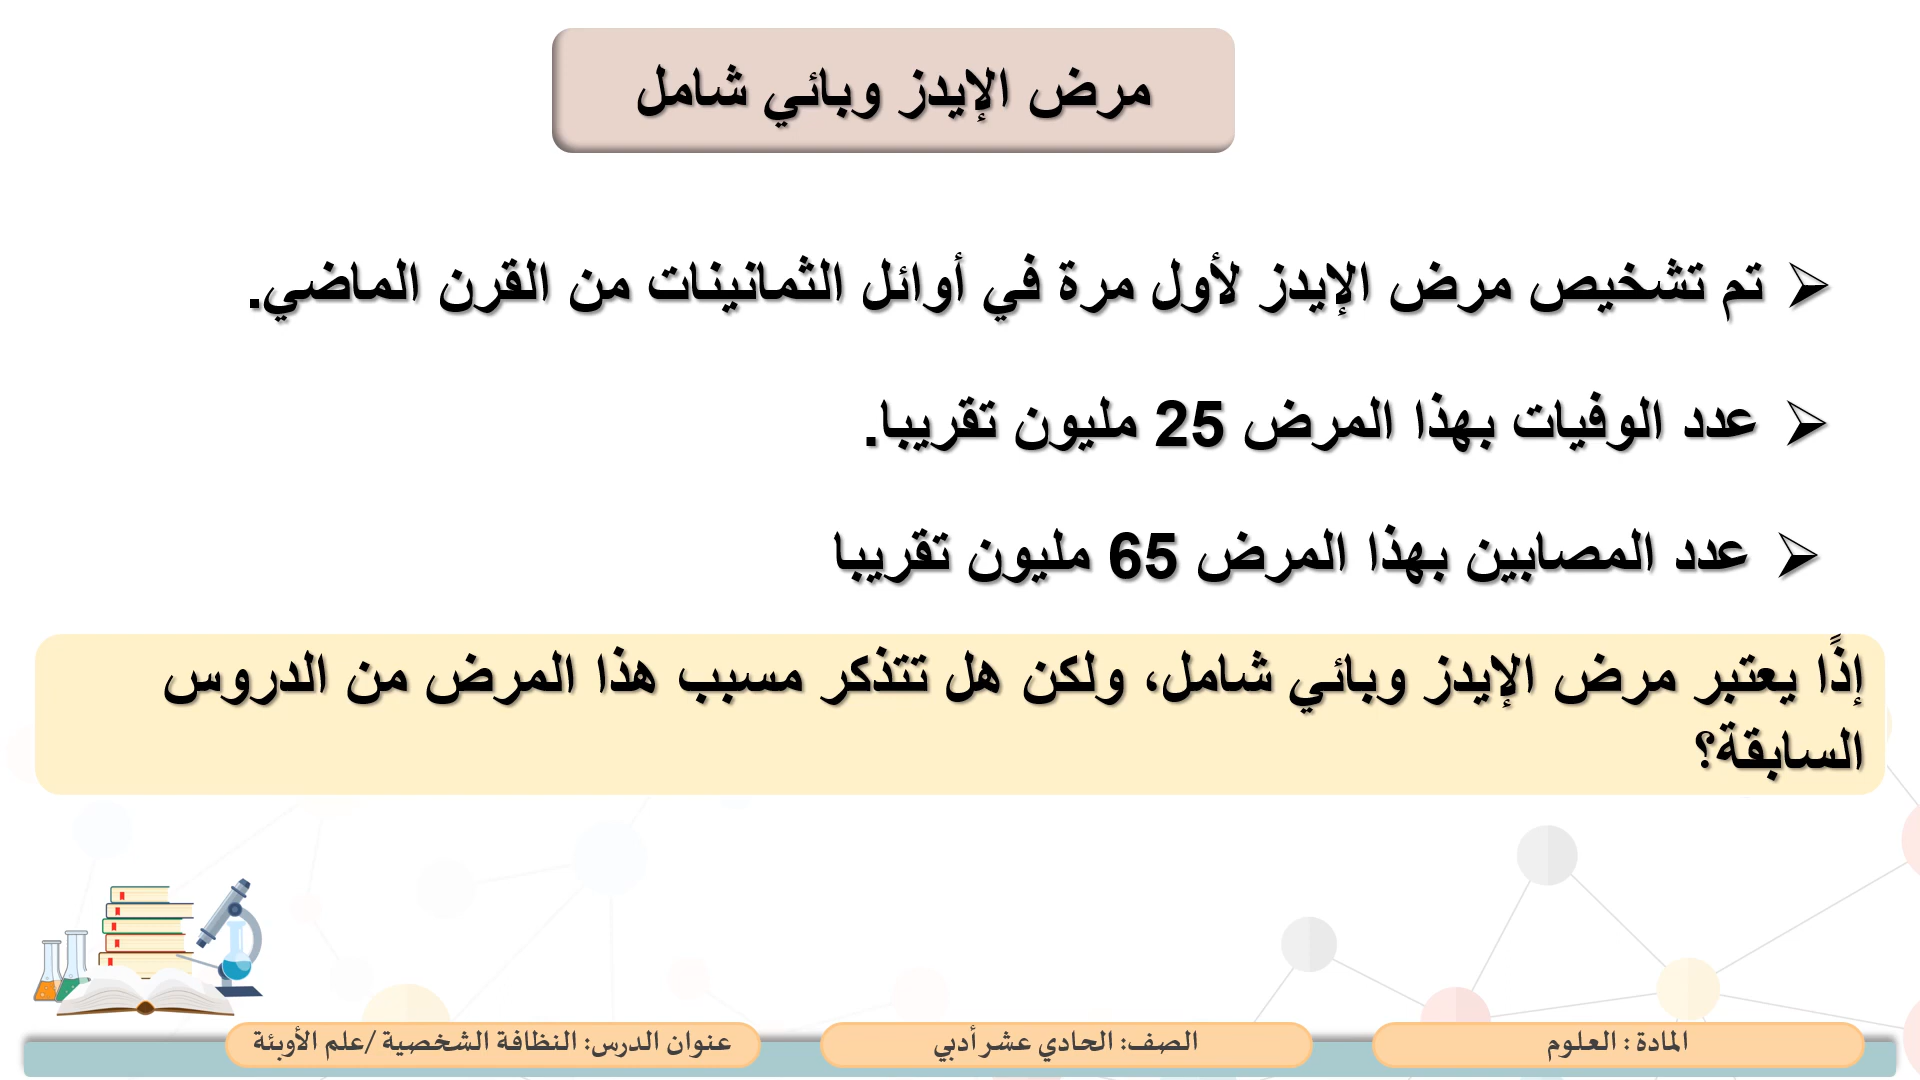 مرض الإيدز وبائي شامل
تم تشخيص مرض الإيدز لأول مرة في أوائل الثمانينات من القرن الماضي.
عدد الوفيات بهذا المرض 25 مليون تقريبا.
عدد المصابين بهذا المرض 65 مليون تقريبا
إذًا يعتبر مرض الإيدز وبائي شامل، ولكن هل تتذكر مسبب هذا المرض من الدروس
السابقة؟
المادة : العلوم
الصف: الحادي عشر أدبي
عنوان الدرس: النظافة الشخصية /علم الأوبئة